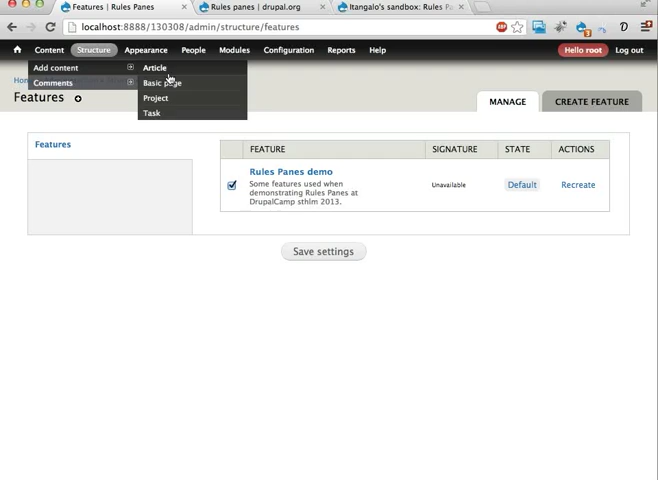 Features | Rules Panes
Rules panes | drupal.org
Itangalo's sandbox: Rules Pa
localhost:8888/130308/admin/structure/features
ABP
3
D
Content Structure Appearance People Modules Configuration Reports Help Hello root Log out
Add content
Comments
Article
Basic page
Project
Task
Hom
Features
MANAGE
CREATE FEATURE
Features
FEATURE SIGNATURE STATE ACTIONS
Rules Panes demo
Some features used when
demonstrating Rules Panes at
DrupalCamp sthlm 2013.
Unavailable
Default
Recreate
Save settings